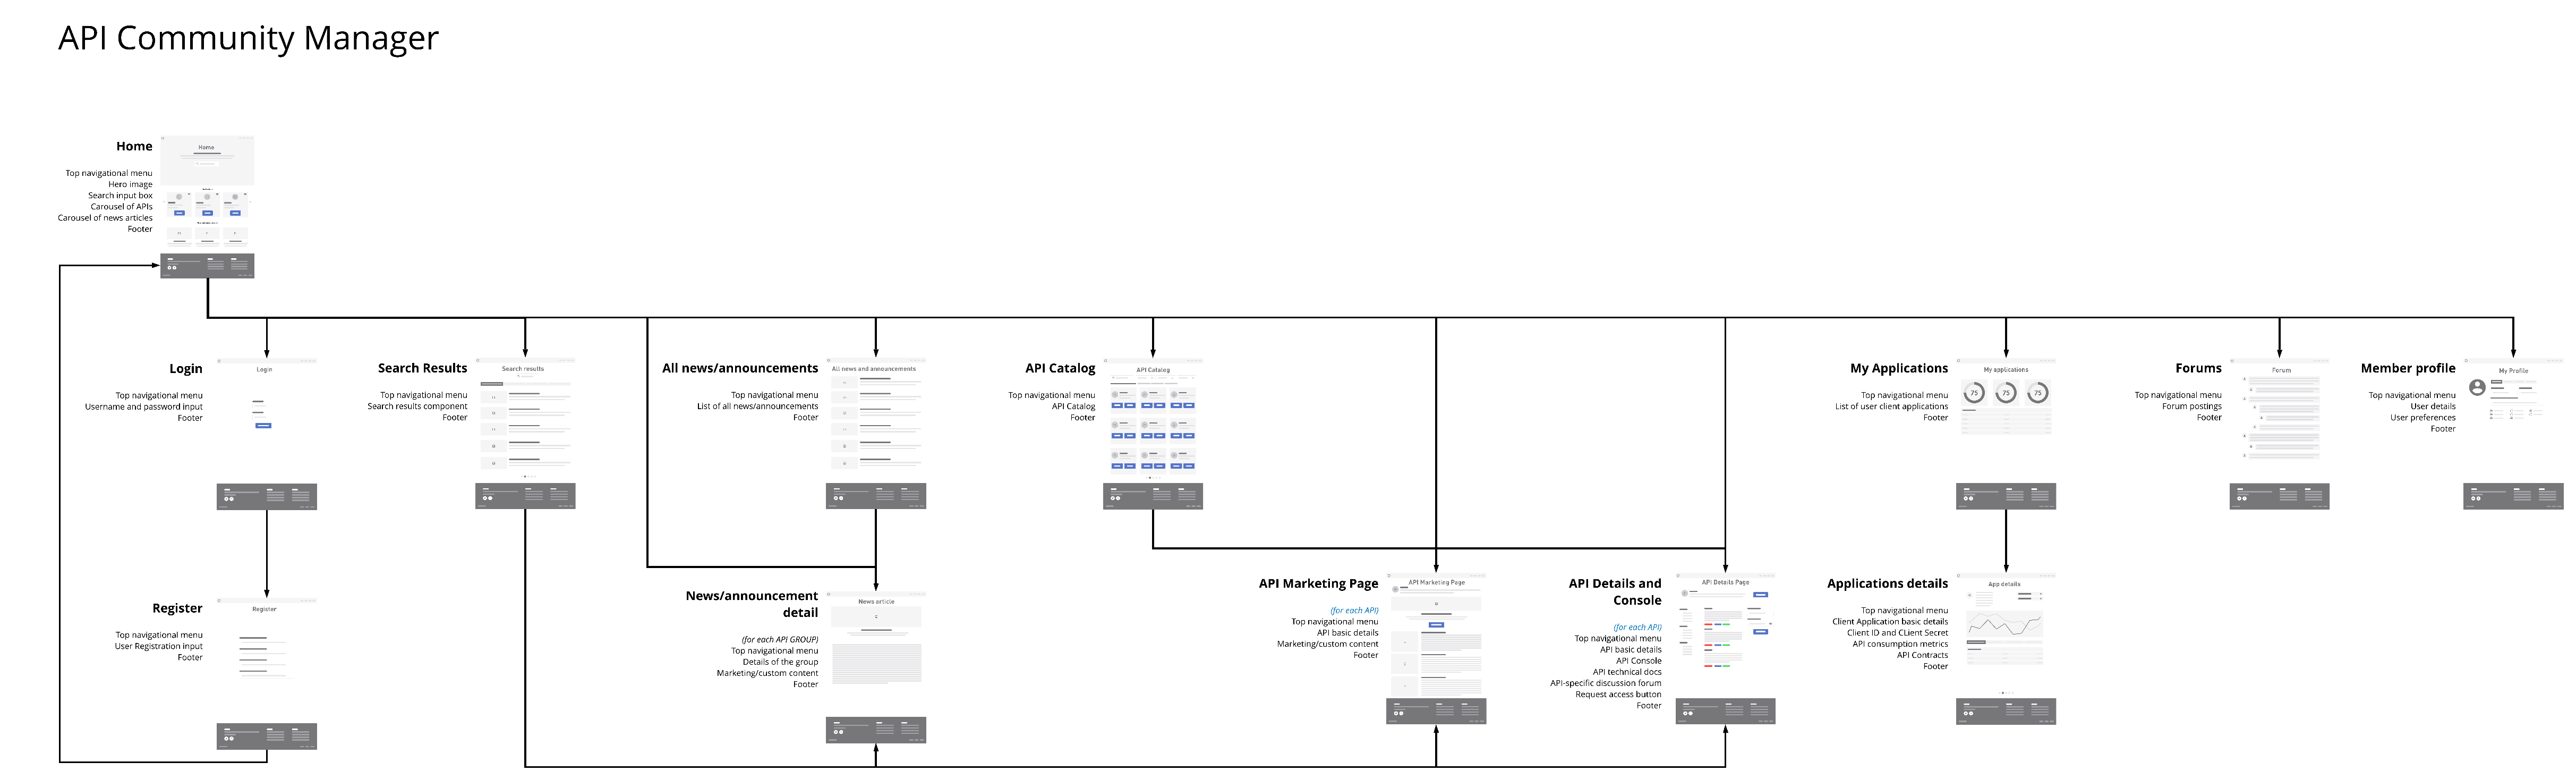 API Community Manager
Home
Top navigational menu
Hero image
Search input box
Carousel of APIs
Carousel of news articles
Footer
Home
Login
Top navigational menu
Username and password input
Footer
Login
Search Results
Top navigational menu
Search results component
Footer
Search results
All news/announcements
Top navigational menu
List of all news/announcements
Footer
All news and announcements
API Catalog
Top navigational menu
API Catalog
Footer
API Catalog
My Applications
Top navigational menu
List of user client applications
Footer
My applications
75
75
75
Forums
Top navigational menu
Forum postings
Footer
Forum
Member profile
Top navigational menu
User details
User preferences
Footer
My Profile
Register
Top navigational menu
User Registration input
Footer
Register
News/announcement
detail
(for each API GROUP)
Top navigational menu
Details of the group
Marketing/custom content
Footer
News article
API Marketing Page
(for each API)
Top navigational menu
API basic details
Marketing/custom content
Footer
API Marketing Page
API Details and
Console
(for each API)
Top navigational menu
API basic details
API Console
API technical docs
API-specific discussion forum
Request access button
Footer
API Details Page
Applications details
Top navigational menu
Client Application basic details
Client ID and CLient Secret
API consumption metrics
API Contracts
Footer
App details